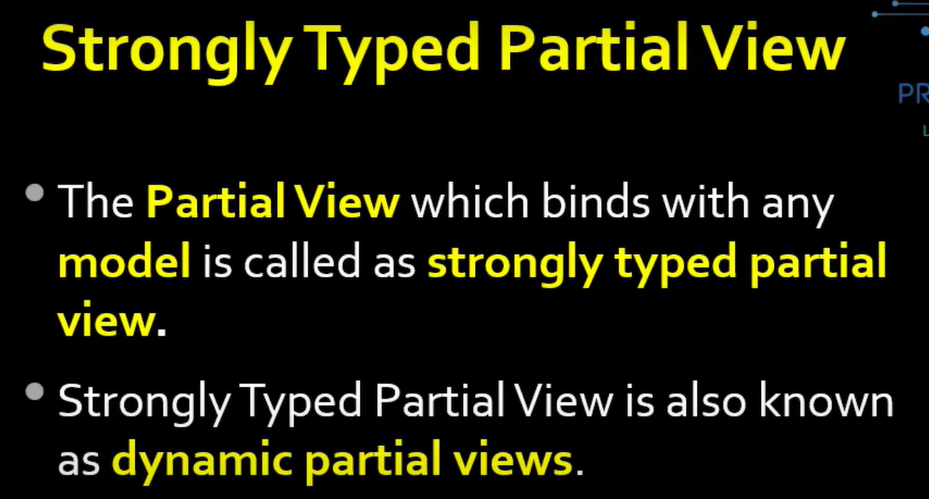 Strongly Typed Partial View
PR
L
• The Partial View which binds with any
model is called as strongly typed partial
view.
• Strongly Typed Partial View is also known
as dynamic partial views.